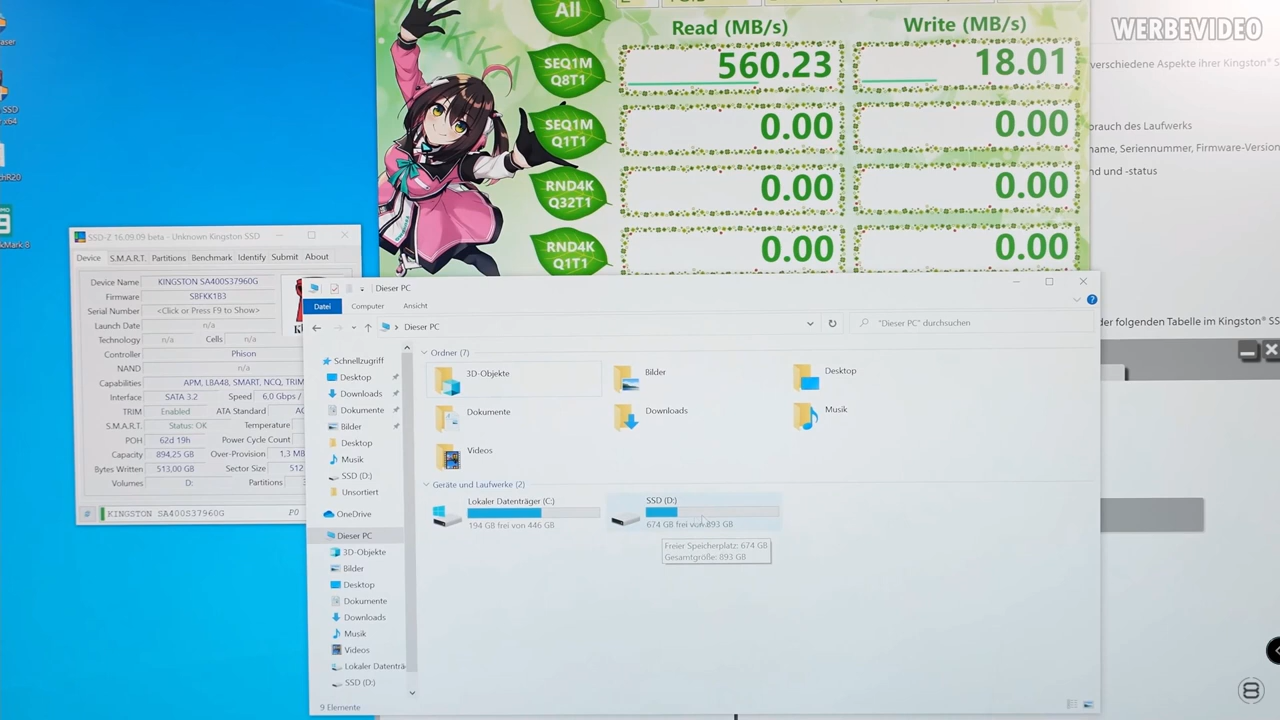 WERBEVIDEO
All
Read (MB/s)
Write (MB/s)
SEQ1M
Q8T1
560.23
18.01
SEQ1M
Q1T1
0.00
0.00
RND4K
Q32T1
0.00
0.00
RND4K
Q1T1
0.00
0.00
verschiedene Aspekte ihrer Kingston® S
brauch des Laufwerks
name, Seriennummer, Firmware-Version
nd und -status
der folgenden Tabelle im Kingston® SS
aser
SSD
x64
hR20
kMark 8
SSD-Z 16.09.09 beta - Unknown Kingston SSD
Device S.M.A.R.T. Partitions Benchmark Identify Submit About
Device Name KINGSTON SA400S37960G
Firmware SBFKK1B3
Serial Number <Click or Press F9 to Show>
Launch Date n/a
Technology n/a Cells n/a
Controller Phison
NAND n/a
Capabilities APM, LBA48, SMART, NCQ, TRIM
Interface SATA 3.2 Speed 6,0 Gbps /
TRIM Enabled ATA Standard AC
S.M.A.R.T. Status: OK Temperature
POH 62d 19h Power Cycle Count
Capacity 894,25 GB Over-Provision 1,3 MB
Bytes Written 513,00 GB Sector Size 512
Volumes D: Partitions
# KINGSTON SA400S37960G P0
Dieser PC
Datei Computer Ansicht
Dieser PC
"Dieser PC" durchsuchen
Schnellzugriff
Desktop
Downloads
Dokumente
Bilder
Desktop
Musik
SSD (D:)
Unsortiert
OneDrive
Dieser PC
3D-Objekte
Bilder
Desktop
Dokumente
Downloads
Musik
Videos
Lokaler Datenträ
SSD (D:)
Ordner (7)
3D-Objekte
Bilder
Desktop
Dokumente
Downloads
Musik
Videos
Geräte und Laufwerke (2)
Lokaler Datenträger (C:)
194 GB frei von 446 GB
SSD (D:)
674 GB frei von 893 GB
Freier Speicherplatz: 674 GB
Gesamtgröße: 893 GB
9 Elemente